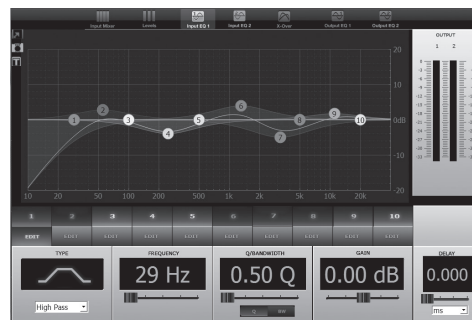 Input Mixer Levels Input EQ 1 Input EQ 2 X-Over Output EQ 1 Output EQ 2
OUTPUT
1 2
20
10
0dB
-10
-20
1 2 3 4 5 6 7 8 9 10
10 20 50 100 200 500 1k 2k 5k 10k 20k
1 2 3 4 5 6 7 8 9 10
EDIT EDIT EDIT EDIT EDIT EDIT EDIT EDIT EDIT EDIT
TYPE FREQUENCY Q/BANDWIDTH GAIN DELAY
29 Hz 0.50 Q 0.00 dB 0.000
High Pass Q BW ms